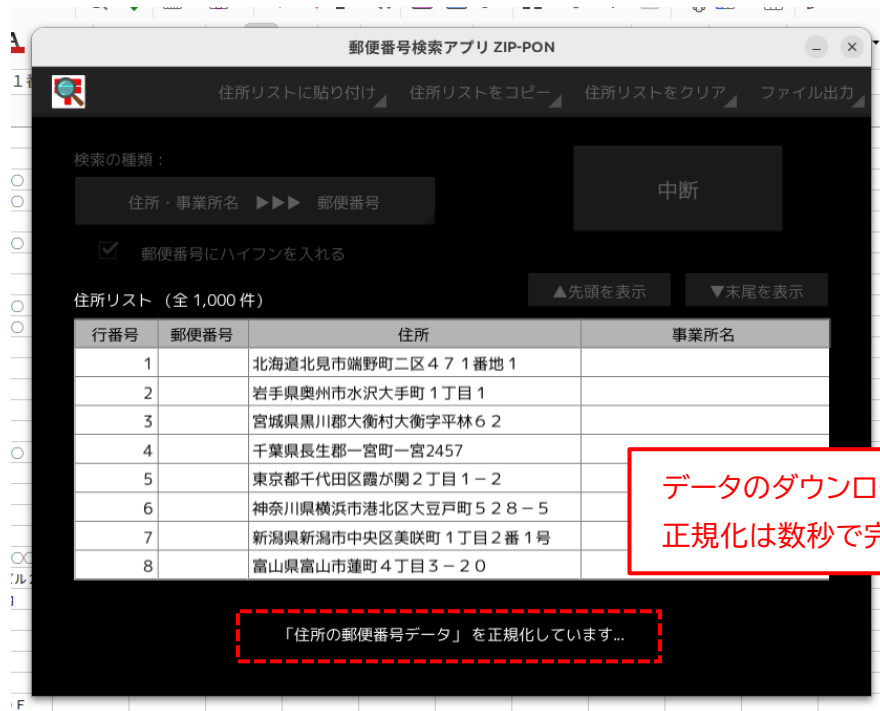 郵便番号検索アプリ ZIP-PON
住所リストに貼り付け 住所リストをコピー 住所リストをクリア ファイル出力
検索の種類：
住所・事業所名 ▶▶▶ 郵便番号
中断
郵便番号にハイフンを入れる
住所リスト （全 1,000 件）
▲先頭を表示 ▼末尾を表示
行番号 郵便番号 住所 事業所名
1 北海道北見市端野町二区４７１番地１
2 岩手県奥州市水沢大手町１丁目１
3 宮城県黒川郡大衡村大衡字平林６２
4 千葉県長生郡一宮町一宮2457
5 東京都千代田区霞が関２丁目１－２
6 神奈川県横浜市港北区大豆戸町５２８－５
7 新潟県新潟市中央区美咲町１丁目２番１号
8 富山県富山市蓮町４丁目３－２０
データのダウンロ
正規化は数秒で完
「住所の郵便番号データ」 を正規化しています...